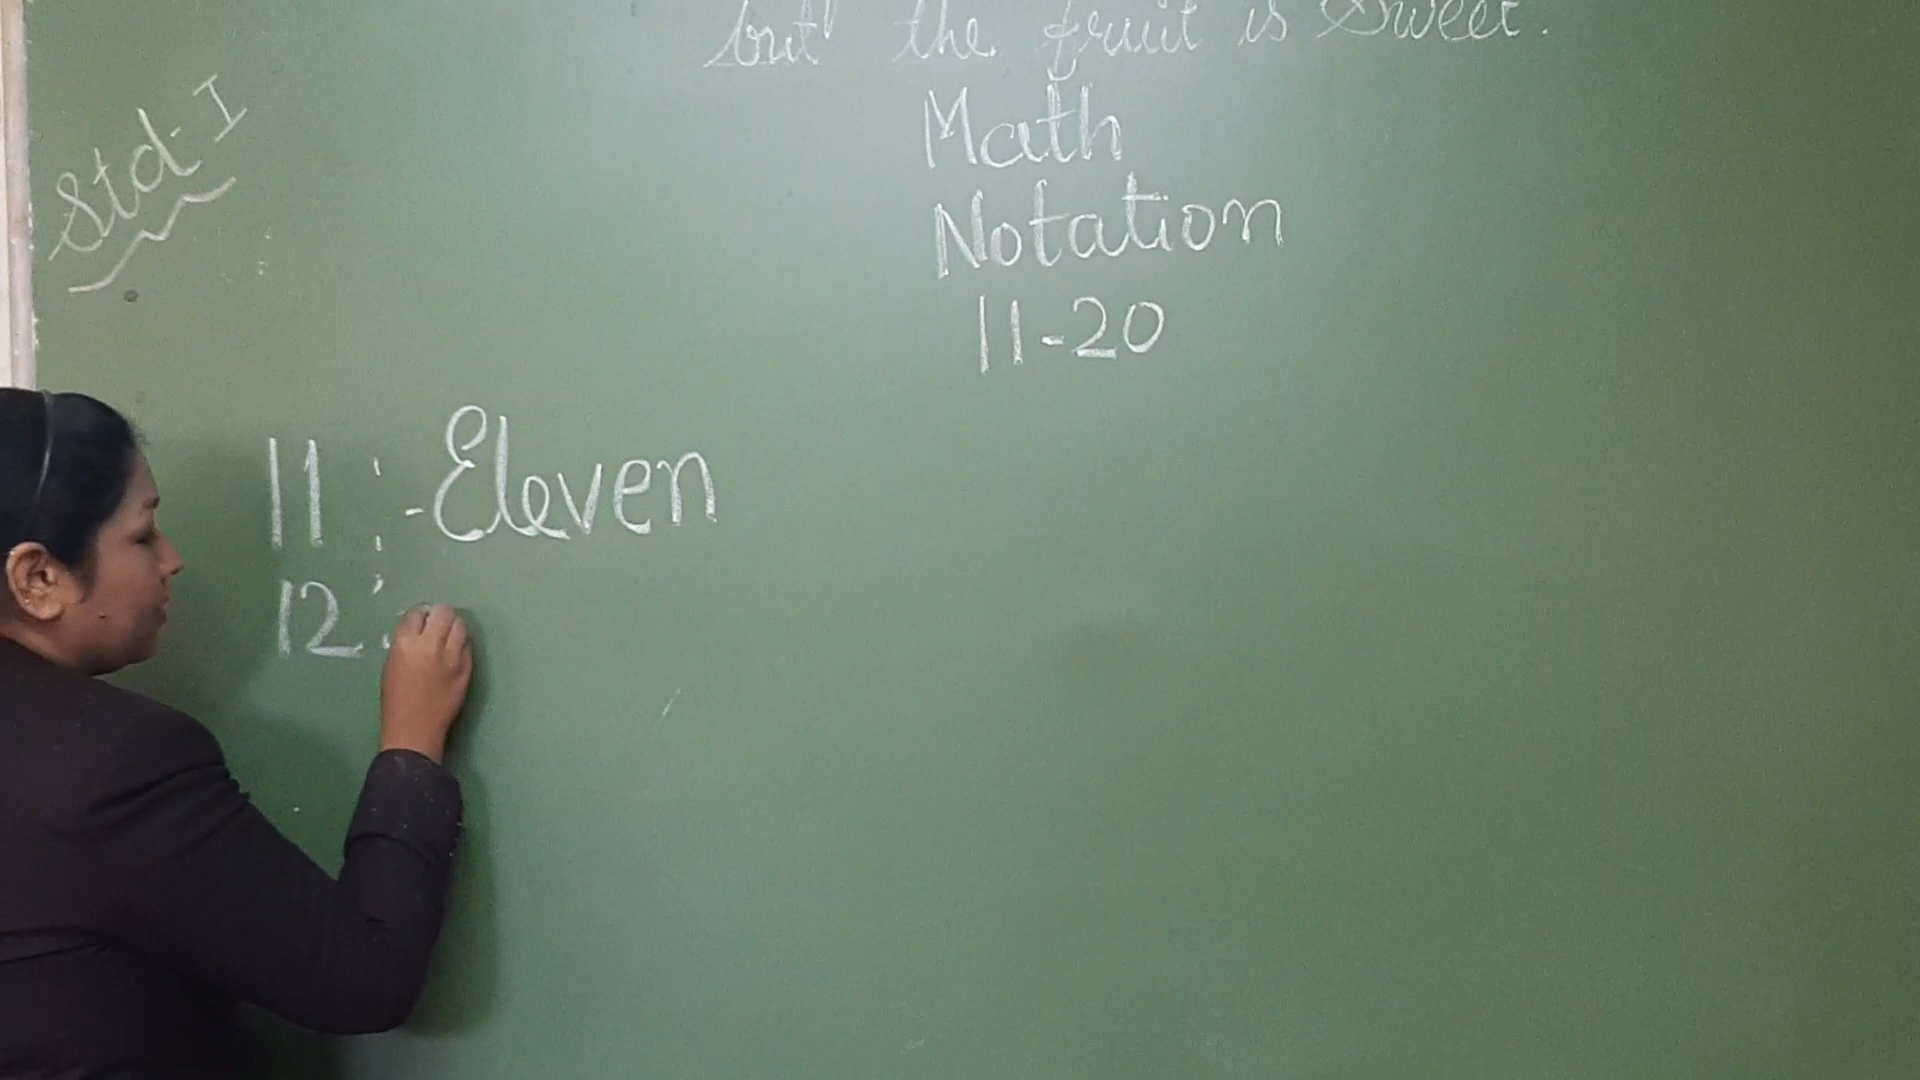 but the fruit is Sweet.
Std-I
Math
Notation
11-20
11 :- Eleven
12 :